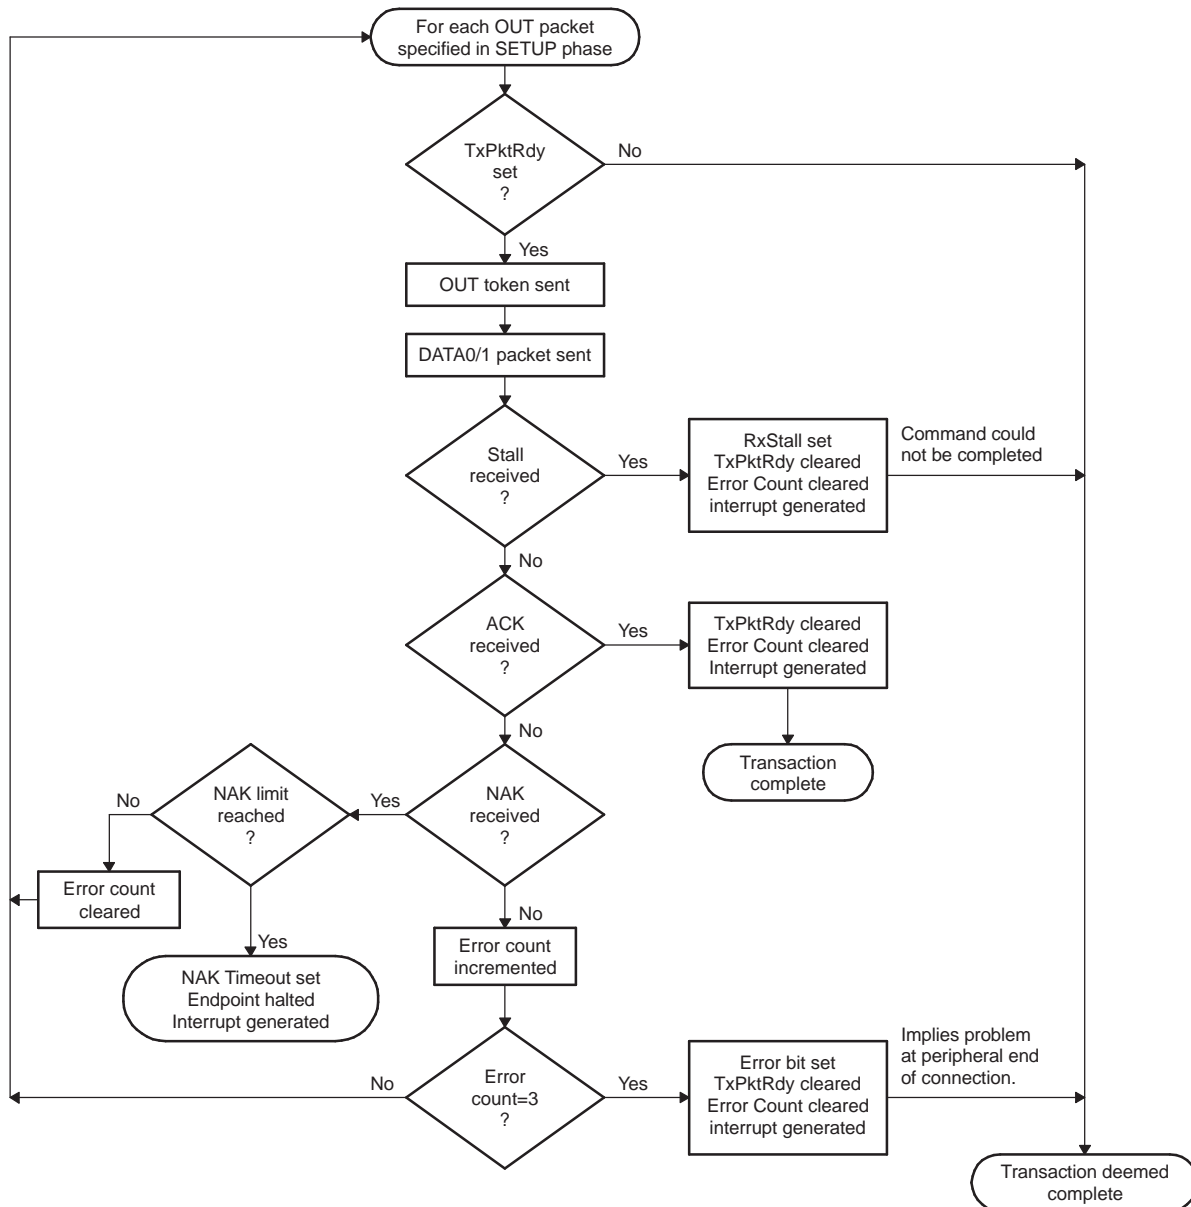 For each OUT packet
specified in SETUP phase
TxPktRdy
set
?
No
Yes
OUT token sent
DATA0/1 packet sent
Stall
received
?
Yes
RxStall set
TxPktRdy cleared
Error Count cleared
interrupt generated
Command could
not be completed
No
ACK
received
?
Yes
TxPktRdy cleared
Error Count cleared
Interrupt generated
No
Transaction
complete
NAK
received
?
Yes
NAK limit
reached
?
No
Error count
cleared
Yes
NAK Timeout set
Endpoint halted
Interrupt generated
No
Error count
incremented
Error
count=3
?
No
Yes
Error bit set
TxPktRdy cleared
Error Count cleared
interrupt generated
Implies problem
at peripheral end
of connection.
Transaction deemed
complete